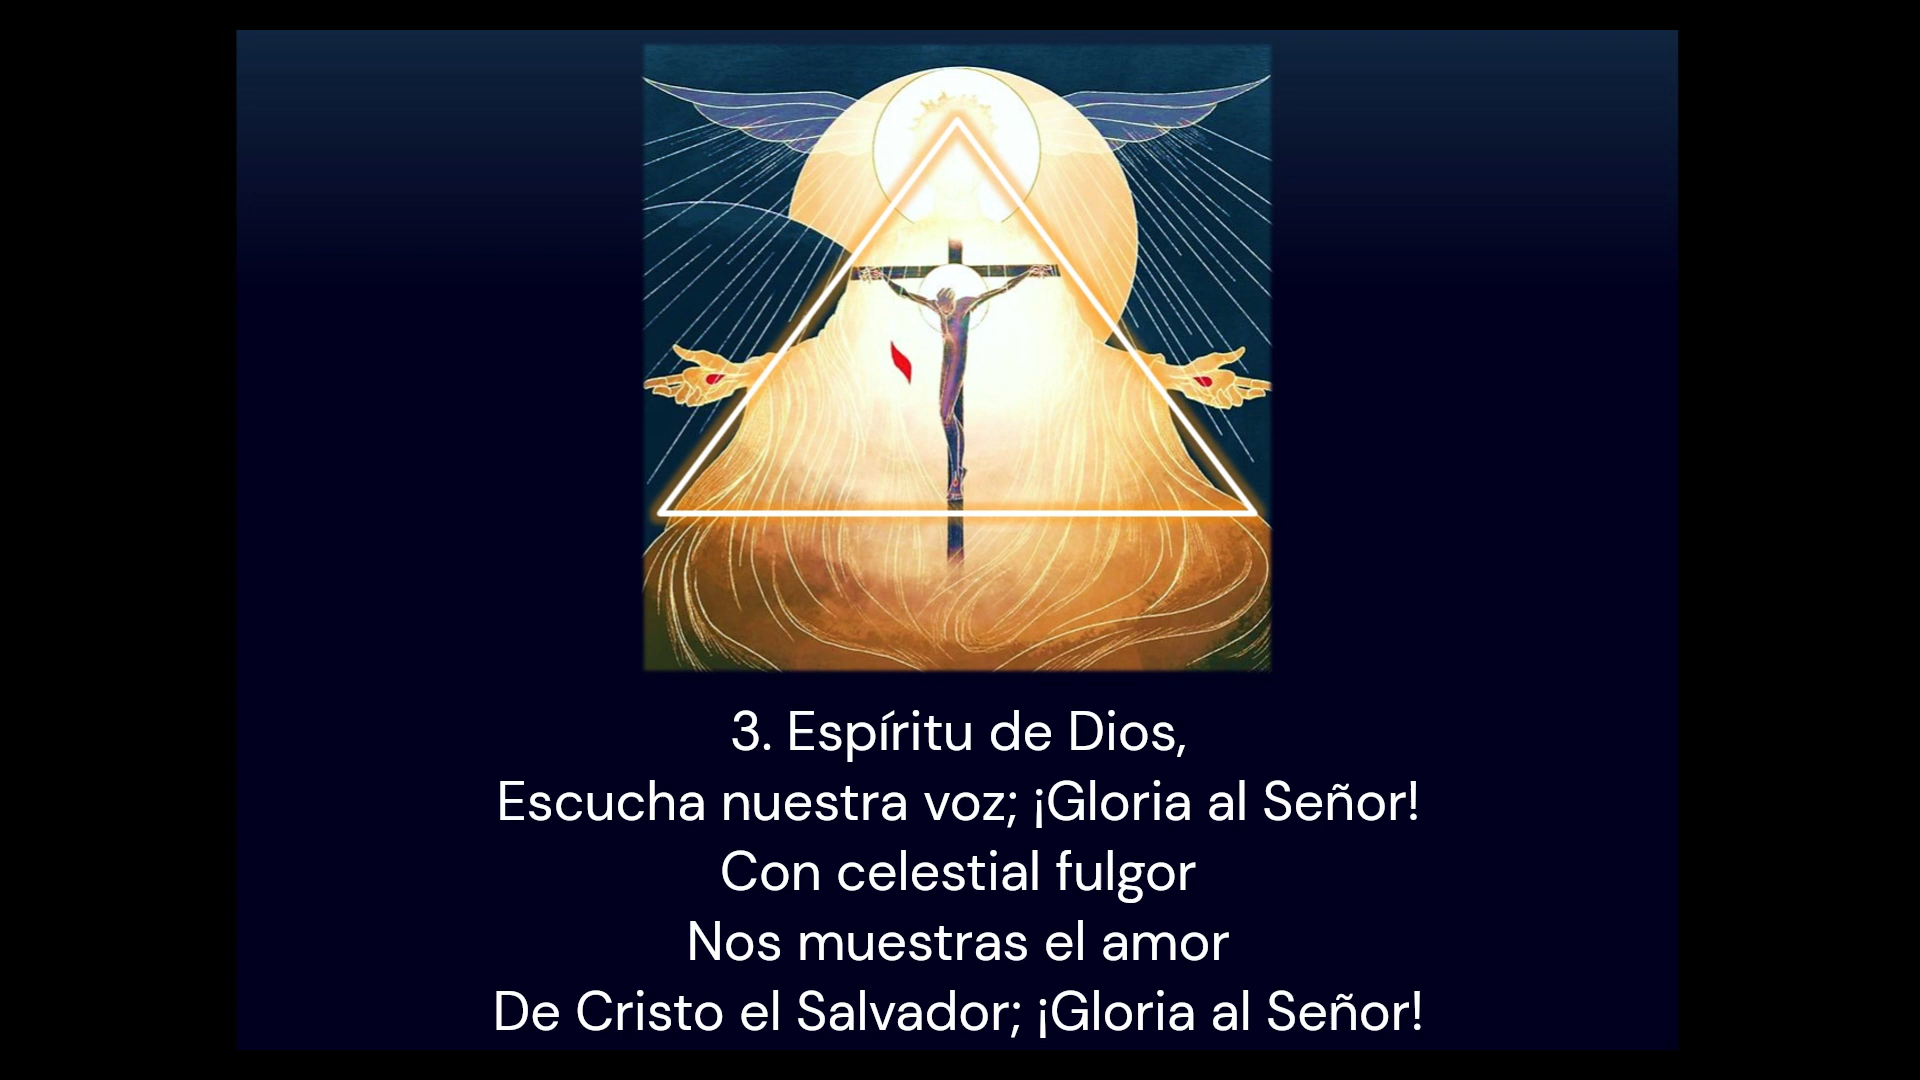 3. Espíritu de Dios,
Escucha nuestra voz; ¡Gloria al Señor!
Con celestial fulgor
Nos muestras el amor
De Cristo el Salvador; ¡Gloria al Señor!